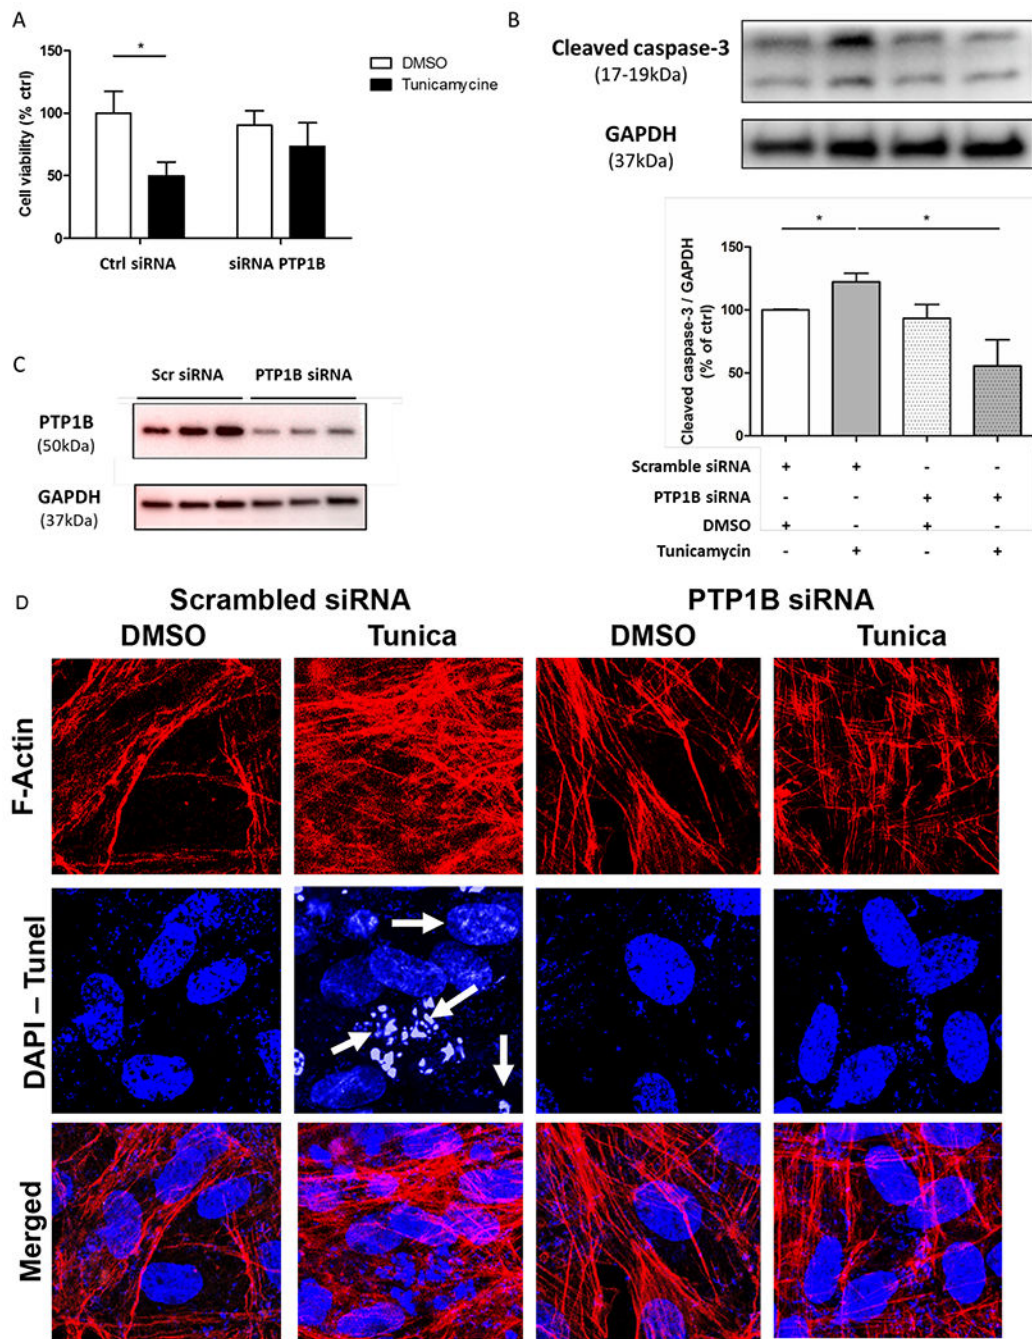 A
150
100
50
0
Cell viability (% ctrl)
*
DMSO
Tunicamycine
Ctrl siRNA
siRNA PTP1B
B
Cleaved caspase-3
(17-19kDa)
GAPDH
(37kDa)
*
*
150
100
50
0
Cleaved caspase-3 / GAPDH
(% of ctrl)
Scramble siRNA + + - -
PTP1B siRNA - - + +
DMSO + - + -
Tunicamycin - + - +
C
Scr siRNA PTP1B siRNA
PTP1B
(50kDa)
GAPDH
(37kDa)
D
Scrambled siRNA PTP1B siRNA
DMSO Tunica DMSO Tunica
F-Actin
DAPI – Tunel
Merged